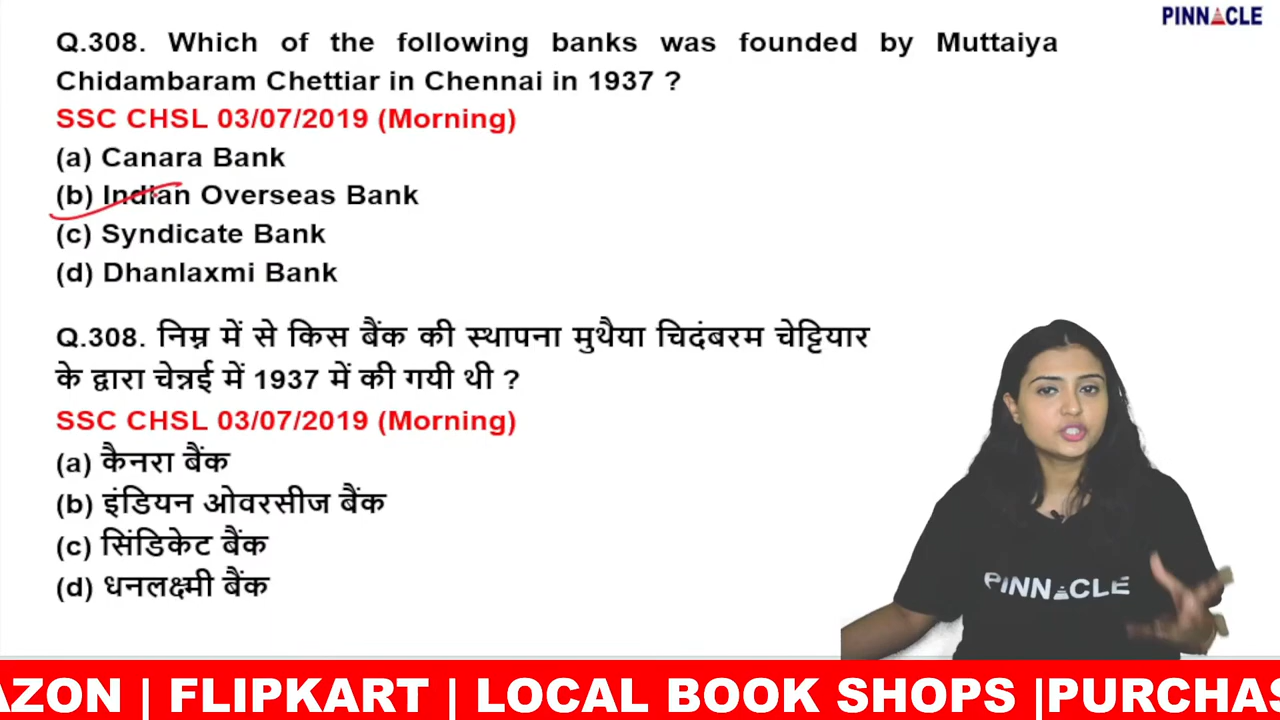 PINNACLE
Q.308. Which of the following banks was founded by Muttaiya
Chidambaram Chettiar in Chennai in 1937 ?
SSC CHSL 03/07/2019 (Morning)
(a) Canara Bank
(b) Indian Overseas Bank
(c) Syndicate Bank
(d) Dhanlaxmi Bank
Q.308. निम्न में से किस बैंक की स्थापना मुथैया चिदंबरम चेट्टियार
के द्वारा चेन्नई में 1937 में की गयी थी ?
SSC CHSL 03/07/2019 (Morning)
(a) कैनरा बैंक
(b) इंडियन ओवरसीज बैंक
(c) सिंडिकेट बैंक
(d) धनलक्ष्मी बैंक
PINNACLE
AZON | FLIPKART | LOCAL BOOK SHOPS |PURCHAS